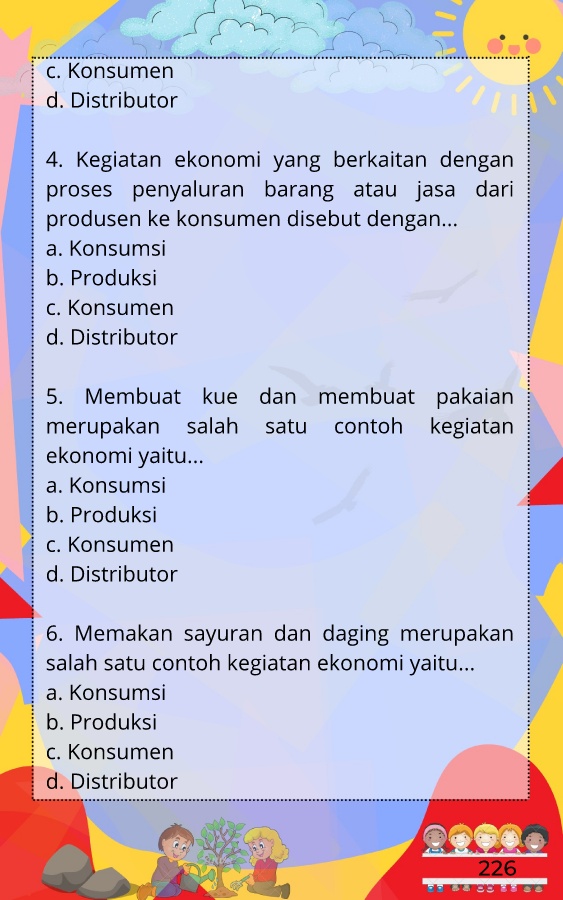 c. Konsumen
d. Distributor
4. Kegiatan ekonomi yang berkaitan dengan
proses penyaluran barang atau jasa dari
produsen ke konsumen disebut dengan...
a. Konsumsi
b. Produksi
c. Konsumen
d. Distributor
5. Membuat kue dan membuat pakaian
merupakan salah satu contoh kegiatan
ekonomi yaitu...
a. Konsumsi
b. Produksi
c. Konsumen
d. Distributor
6. Memakan sayuran dan daging merupakan
salah satu contoh kegiatan ekonomi yaitu...
a. Konsumsi
b. Produksi
c. Konsumen
d. Distributor
226